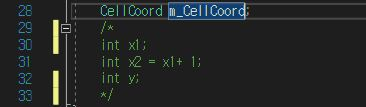 28 CellCoord m_CellCoord;
29 /*
30 int x1;
31 int x2 = x1+ 1;
32 int y;
33 */